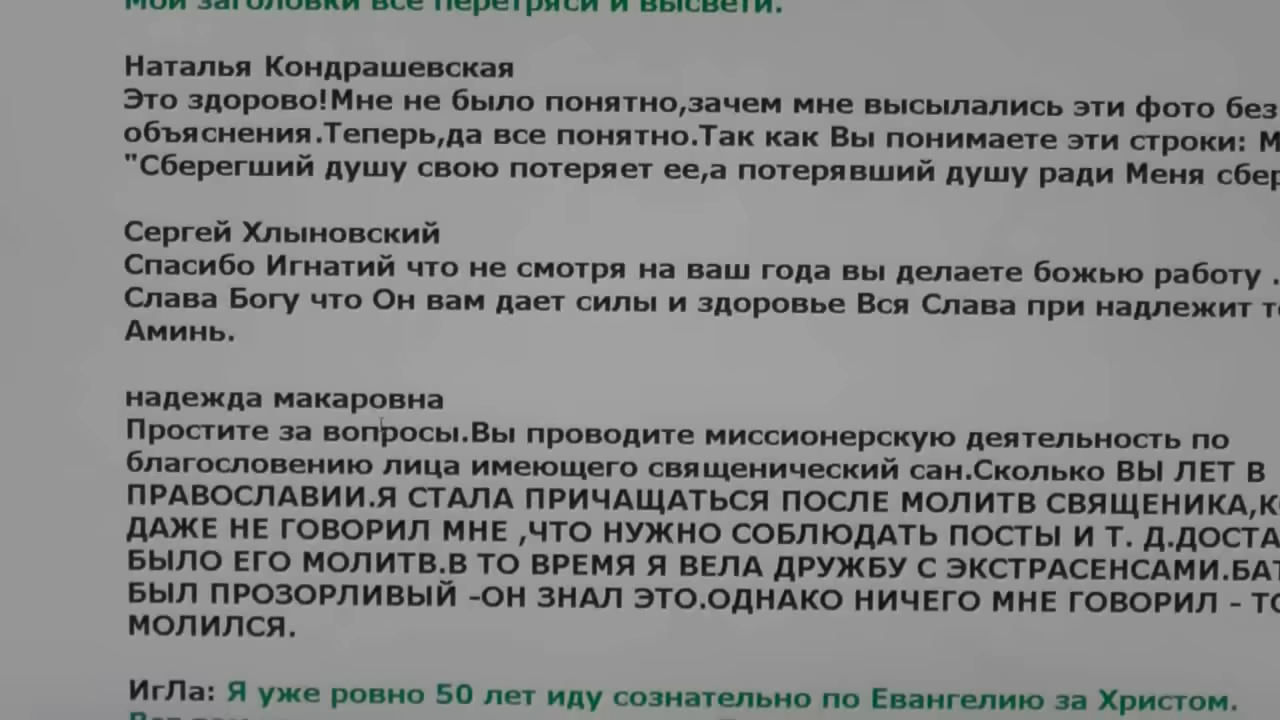 Мои заголовки все перетряси и высвети.
Наталья Кондрашевская
Это здорово!Мне не было понятно,зачем мне высылались эти фото без
объяснения.Теперь,да все понятно.Так как Вы понимаете эти строки:
"Сберегший душу свою потеряет ее,а потерявший душу ради Меня
Сергей Хлыновский
Спасибо Игнатий что не смотря на ваш года вы делаете божью работу .
Слава Богу что Он вам дает силы и здоровье Вся Слава при надлежит
Аминь.
надежда макаровна
Простите за вопросы.Вы проводите миссионерскую деятельность по
благословению лица имеющего священический сан.Сколько ВЫ ЛЕТ В
ПРАВОСЛАВИИ.Я СТАЛА ПРИЧАЩАТЬСЯ ПОСЛЕ МОЛИТВ СВЯЩЕНИКА,
ДАЖЕ НЕ ГОВОРИЛ МНЕ ,ЧТО НУЖНО СОБЛЮДАТЬ ПОСТЫ И Т. Д.
БЫЛО ЕГО МОЛИТВ.В ТО ВРЕМЯ Я ВЕЛА ДРУЖБУ С ЭКСТРАСЕНСАМИ.
БЫЛ ПРОЗОРЛИВЫЙ -ОН ЗНАЛ ЭТО.ОДНАКО НИЧЕГО МНЕ ГОВОРИЛ -
МОЛИЛСЯ.
ИгЛа: Я уже ровно 50 лет иду сознательно по Евангелию за Христом.